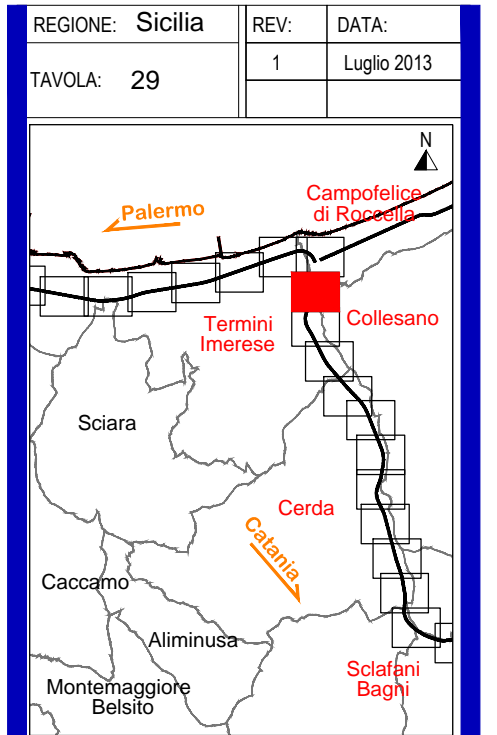 REGIONE: Sicilia
REV:
DATA:
1
Luglio 2013
TAVOLA: 29
N
Campofelice
di Roccella
Palermo
Termini
Imerese
Collesano
Sciara
Cerda
Catania
Caccamo
Aliminusa
Montemaggiore
Belsito
Sclafani
Bagni